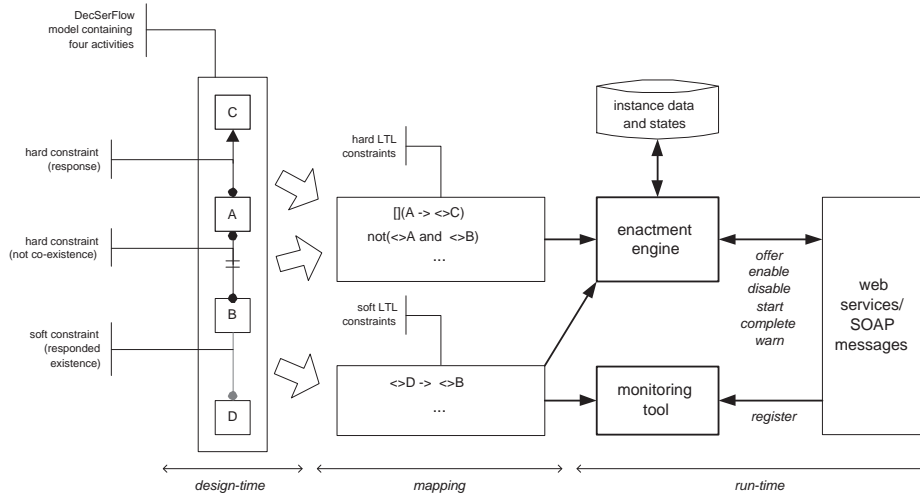 DecSerFlow
model containing
four activities
C
hard constraint
(response)
A
hard constraint
(not co-existence)
B
soft constraint
(responded
existence)
D
hard LTL
constraints
[](A -> <>C)
not(<>A and <>B)
...
soft LTL
constraints
<>D -> <>B
...
instance data
and states
enactment
engine
offer
enable
disable
start
complete
warn
monitoring
tool
register
web
services/
SOAP
messages
design-time
mapping
run-time